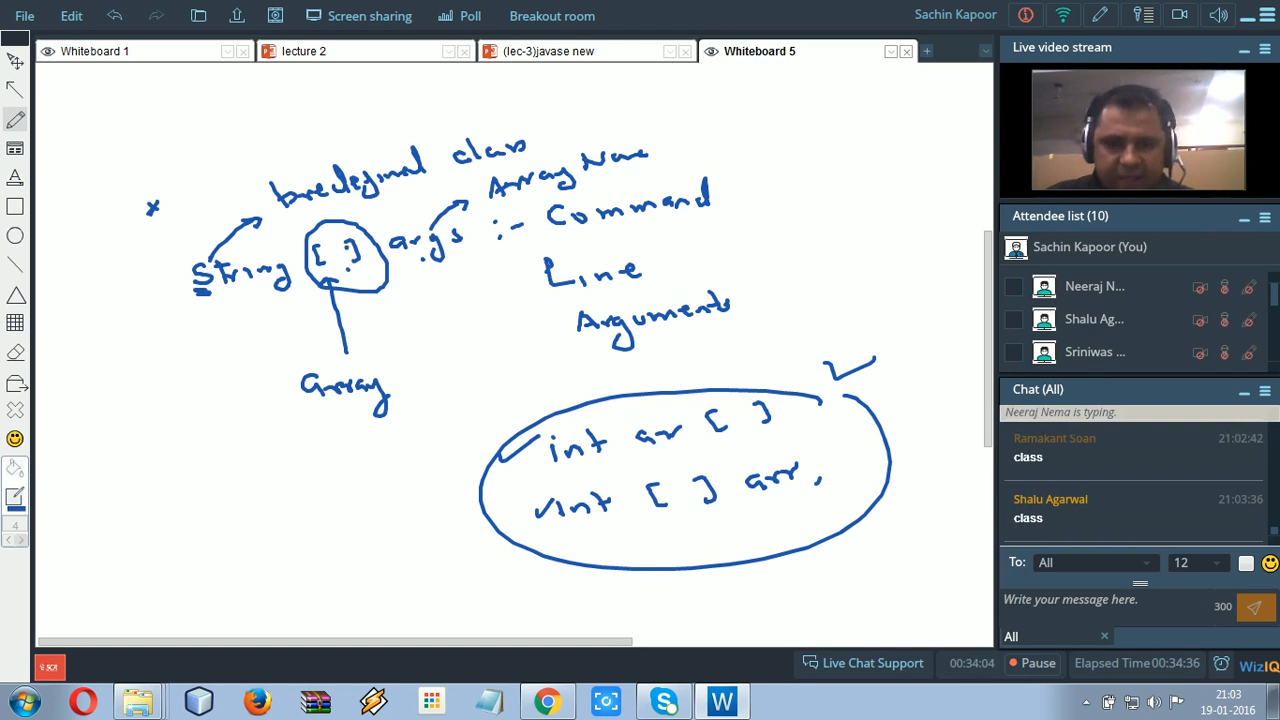 File Edit Screen sharing Poll Breakout room Sachin Kapoor
Whiteboard 1 lecture 2 (lec-3)javase new Whiteboard 5
Live video stream
class
Array Name
* String [ ] args :- Command
Line
Arguments
array
int ar [ ]
int [ ] arr,
Attendee list (10)
Sachin Kapoor (You)
Neeraj N...
Shalu Ag...
Sriniwas ...
Chat (All)
Neeraj Nema is typing.
Ramakant Soan 21:02:42
class
Shalu Agarwal 21:03:36
class
To: All 12
Write your message here. 300
All
4
Live Chat Support 00:34:04 Pause Elapsed Time 00:34:36 WizIQ
21:03
19-01-2016